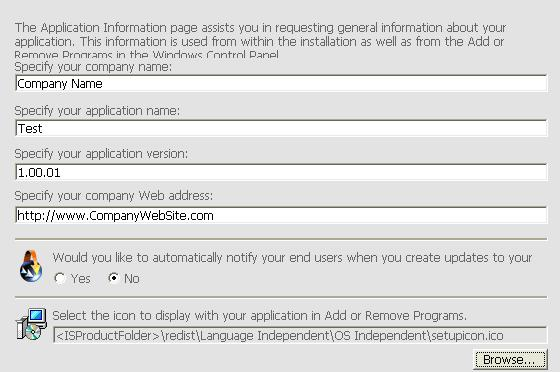 The Application Information page assists you in requesting general information about your
application. This information is used from within the installation as well as from the Add or
Remove Programs in the Windows Control Panel
Specify your company name:
Company Name
Specify your application name:
Test
Specify your application version:
1.00.01
Specify your company Web address:
http://www.CompanyWebSite.com
Would you like to automatically notify your end users when you create updates to your
Yes No
Select the icon to display with your application in Add or Remove Programs.
<ISProductFolder>\redist\Language Independent\OS Independent\setupicon.ico
Browse...